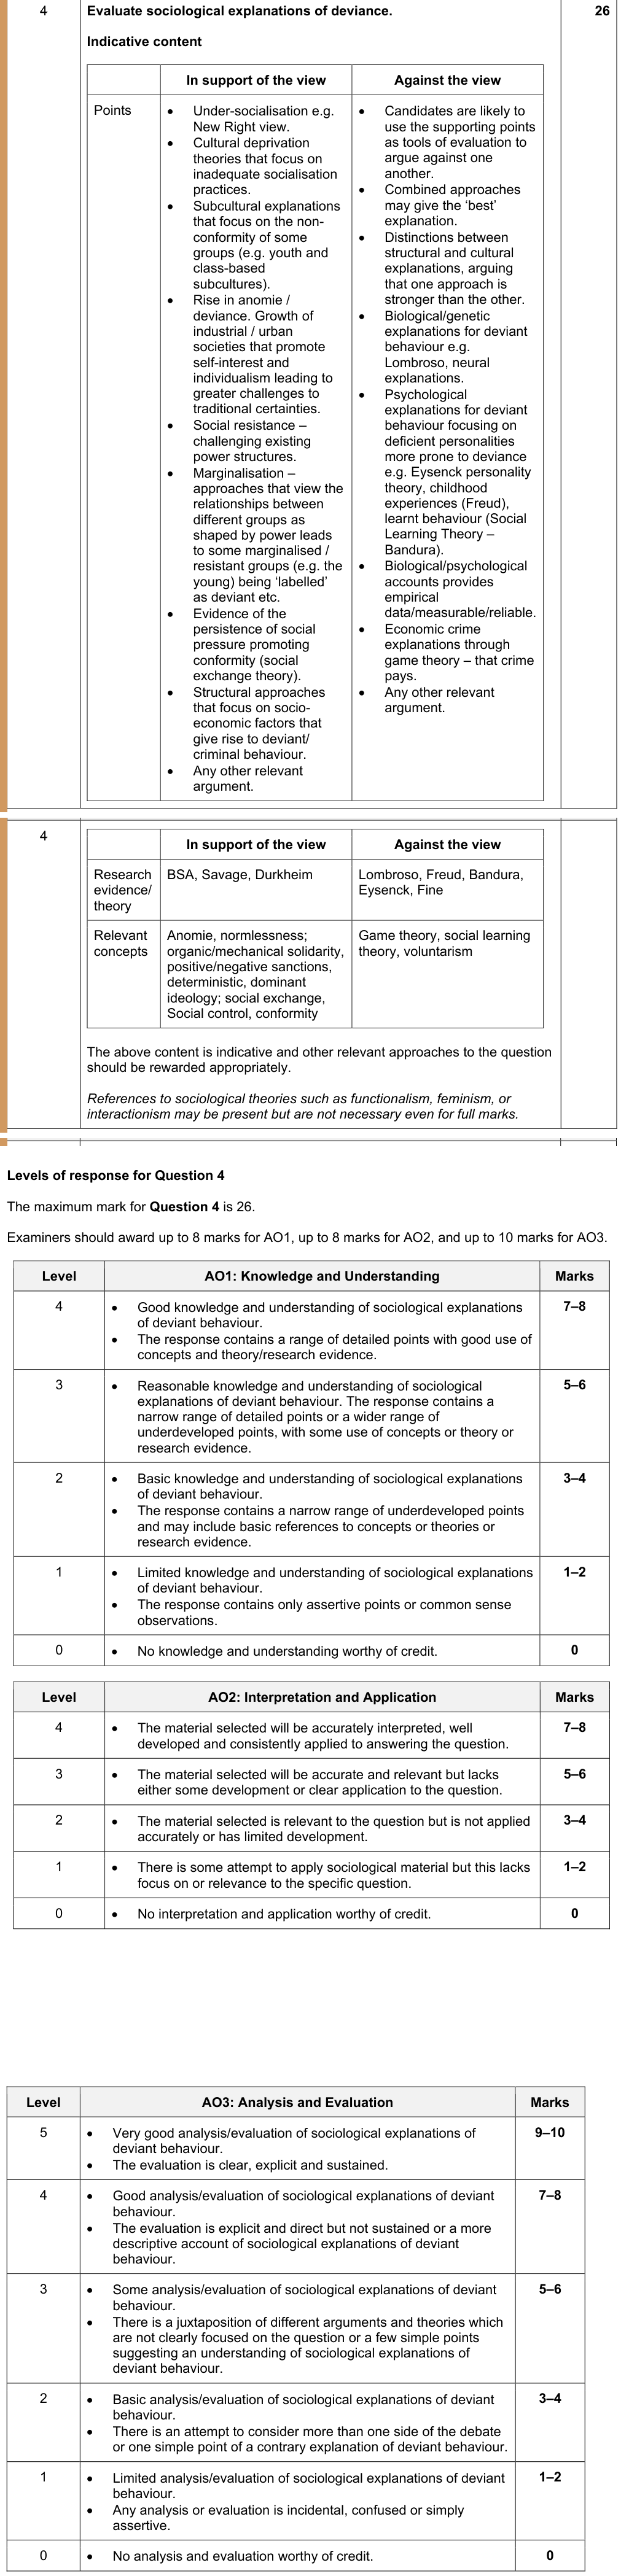 4
Evaluate sociological explanations of deviance.
26
Indicative content
In support of the view
Against the view
Points
• Under-socialisation e.g.
New Right view.
• Cultural deprivation
theories that focus on
inadequate socialisation
practices.
• Subcultural explanations
that focus on the non-
conformity of some
groups (e.g. youth and
class-based
subcultures).
• Rise in anomie /
deviance. Growth of
industrial / urban
societies that promote
self-interest and
individualism leading to
greater challenges to
traditional certainties.
• Social resistance –
challenging existing
power structures.
• Marginalisation –
approaches that view the
relationships between
different groups as
shaped by power leads
to some marginalised /
resistant groups (e.g. the
young) being ‘labelled’
as deviant etc.
• Evidence of the
persistence of social
pressure promoting
conformity (social
exchange theory).
• Structural approaches
that focus on socio-
economic factors that
give rise to deviant/
criminal behaviour.
• Any other relevant
argument.
• Candidates are likely to
use the supporting points
as tools of evaluation to
argue against one
another.
• Combined approaches
may give the ‘best’
explanation.
• Distinctions between
structural and cultural
explanations, arguing
that one approach is
stronger than the other.
• Biological/genetic
explanations for deviant
behaviour e.g.
Lombroso, neural
explanations.
• Psychological
explanations for deviant
behaviour focusing on
deficient personalities
more prone to deviance
e.g. Eysenck personality
theory, childhood
experiences (Freud),
learnt behaviour (Social
Learning Theory –
Bandura).
• Biological/psychological
accounts provides
empirical
data/measurable/reliable.
• Economic crime
explanations through
game theory – that crime
pays.
• Any other relevant
argument.
4
In support of the view
Against the view
Research
evidence/
theory
BSA, Savage, Durkheim
Lombroso, Freud, Bandura,
Eysenck, Fine
Relevant
concepts
Anomie, normlessness;
organic/mechanical solidarity,
positive/negative sanctions,
deterministic, dominant
ideology; social exchange,
Social control, conformity
Game theory, social learning
theory, voluntarism
The above content is indicative and other relevant approaches to the question
should be rewarded appropriately.
References to sociological theories such as functionalism, feminism, or
interactionism may be present but are not necessary even for full marks.
Levels of response for Question 4
The maximum mark for Question 4 is 26.
Examiners should award up to 8 marks for AO1, up to 8 marks for AO2, and up to 10 marks for AO3.
Level
AO1: Knowledge and Understanding
Marks
4
• Good knowledge and understanding of sociological explanations
of deviant behaviour.
• The response contains a range of detailed points with good use of
concepts and theory/research evidence.
7–8
3
• Reasonable knowledge and understanding of sociological
explanations of deviant behaviour. The response contains a
narrow range of detailed points or a wider range of
underdeveloped points, with some use of concepts or theory or
research evidence.
5–6
2
• Basic knowledge and understanding of sociological explanations
of deviant behaviour.
• The response contains a narrow range of underdeveloped points
and may include basic references to concepts or theories or
research evidence.
3–4
1
• Limited knowledge and understanding of sociological explanations
of deviant behaviour.
• The response contains only assertive points or common sense
observations.
1–2
0
• No knowledge and understanding worthy of credit.
0
Level
AO2: Interpretation and Application
Marks
4
• The material selected will be accurately interpreted, well
developed and consistently applied to answering the question.
7–8
3
• The material selected will be accurate and relevant but lacks
either some development or clear application to the question.
5–6
2
• The material selected is relevant to the question but is not applied
accurately or has limited development.
3–4
1
• There is some attempt to apply sociological material but this lacks
focus on or relevance to the specific question.
1–2
0
• No interpretation and application worthy of credit.
0
Level
AO3: Analysis and Evaluation
Marks
5
• Very good analysis/evaluation of sociological explanations of
deviant behaviour.
• The evaluation is clear, explicit and sustained.
9–10
4
• Good analysis/evaluation of sociological explanations of deviant
behaviour.
• The evaluation is explicit and direct but not sustained or a more
descriptive account of sociological explanations of deviant
behaviour.
7–8
3
• Some analysis/evaluation of sociological explanations of deviant
behaviour.
• There is a juxtaposition of different arguments and theories which
are not clearly focused on the question or a few simple points
suggesting an understanding of sociological explanations of
deviant behaviour.
5–6
2
• Basic analysis/evaluation of sociological explanations of deviant
behaviour.
• There is an attempt to consider more than one side of the debate
or one simple point of a contrary explanation of deviant behaviour.
3–4
1
• Limited analysis/evaluation of sociological explanations of deviant
behaviour.
• Any analysis or evaluation is incidental, confused or simply
assertive.
1–2
0
• No analysis and evaluation worthy of credit.
0